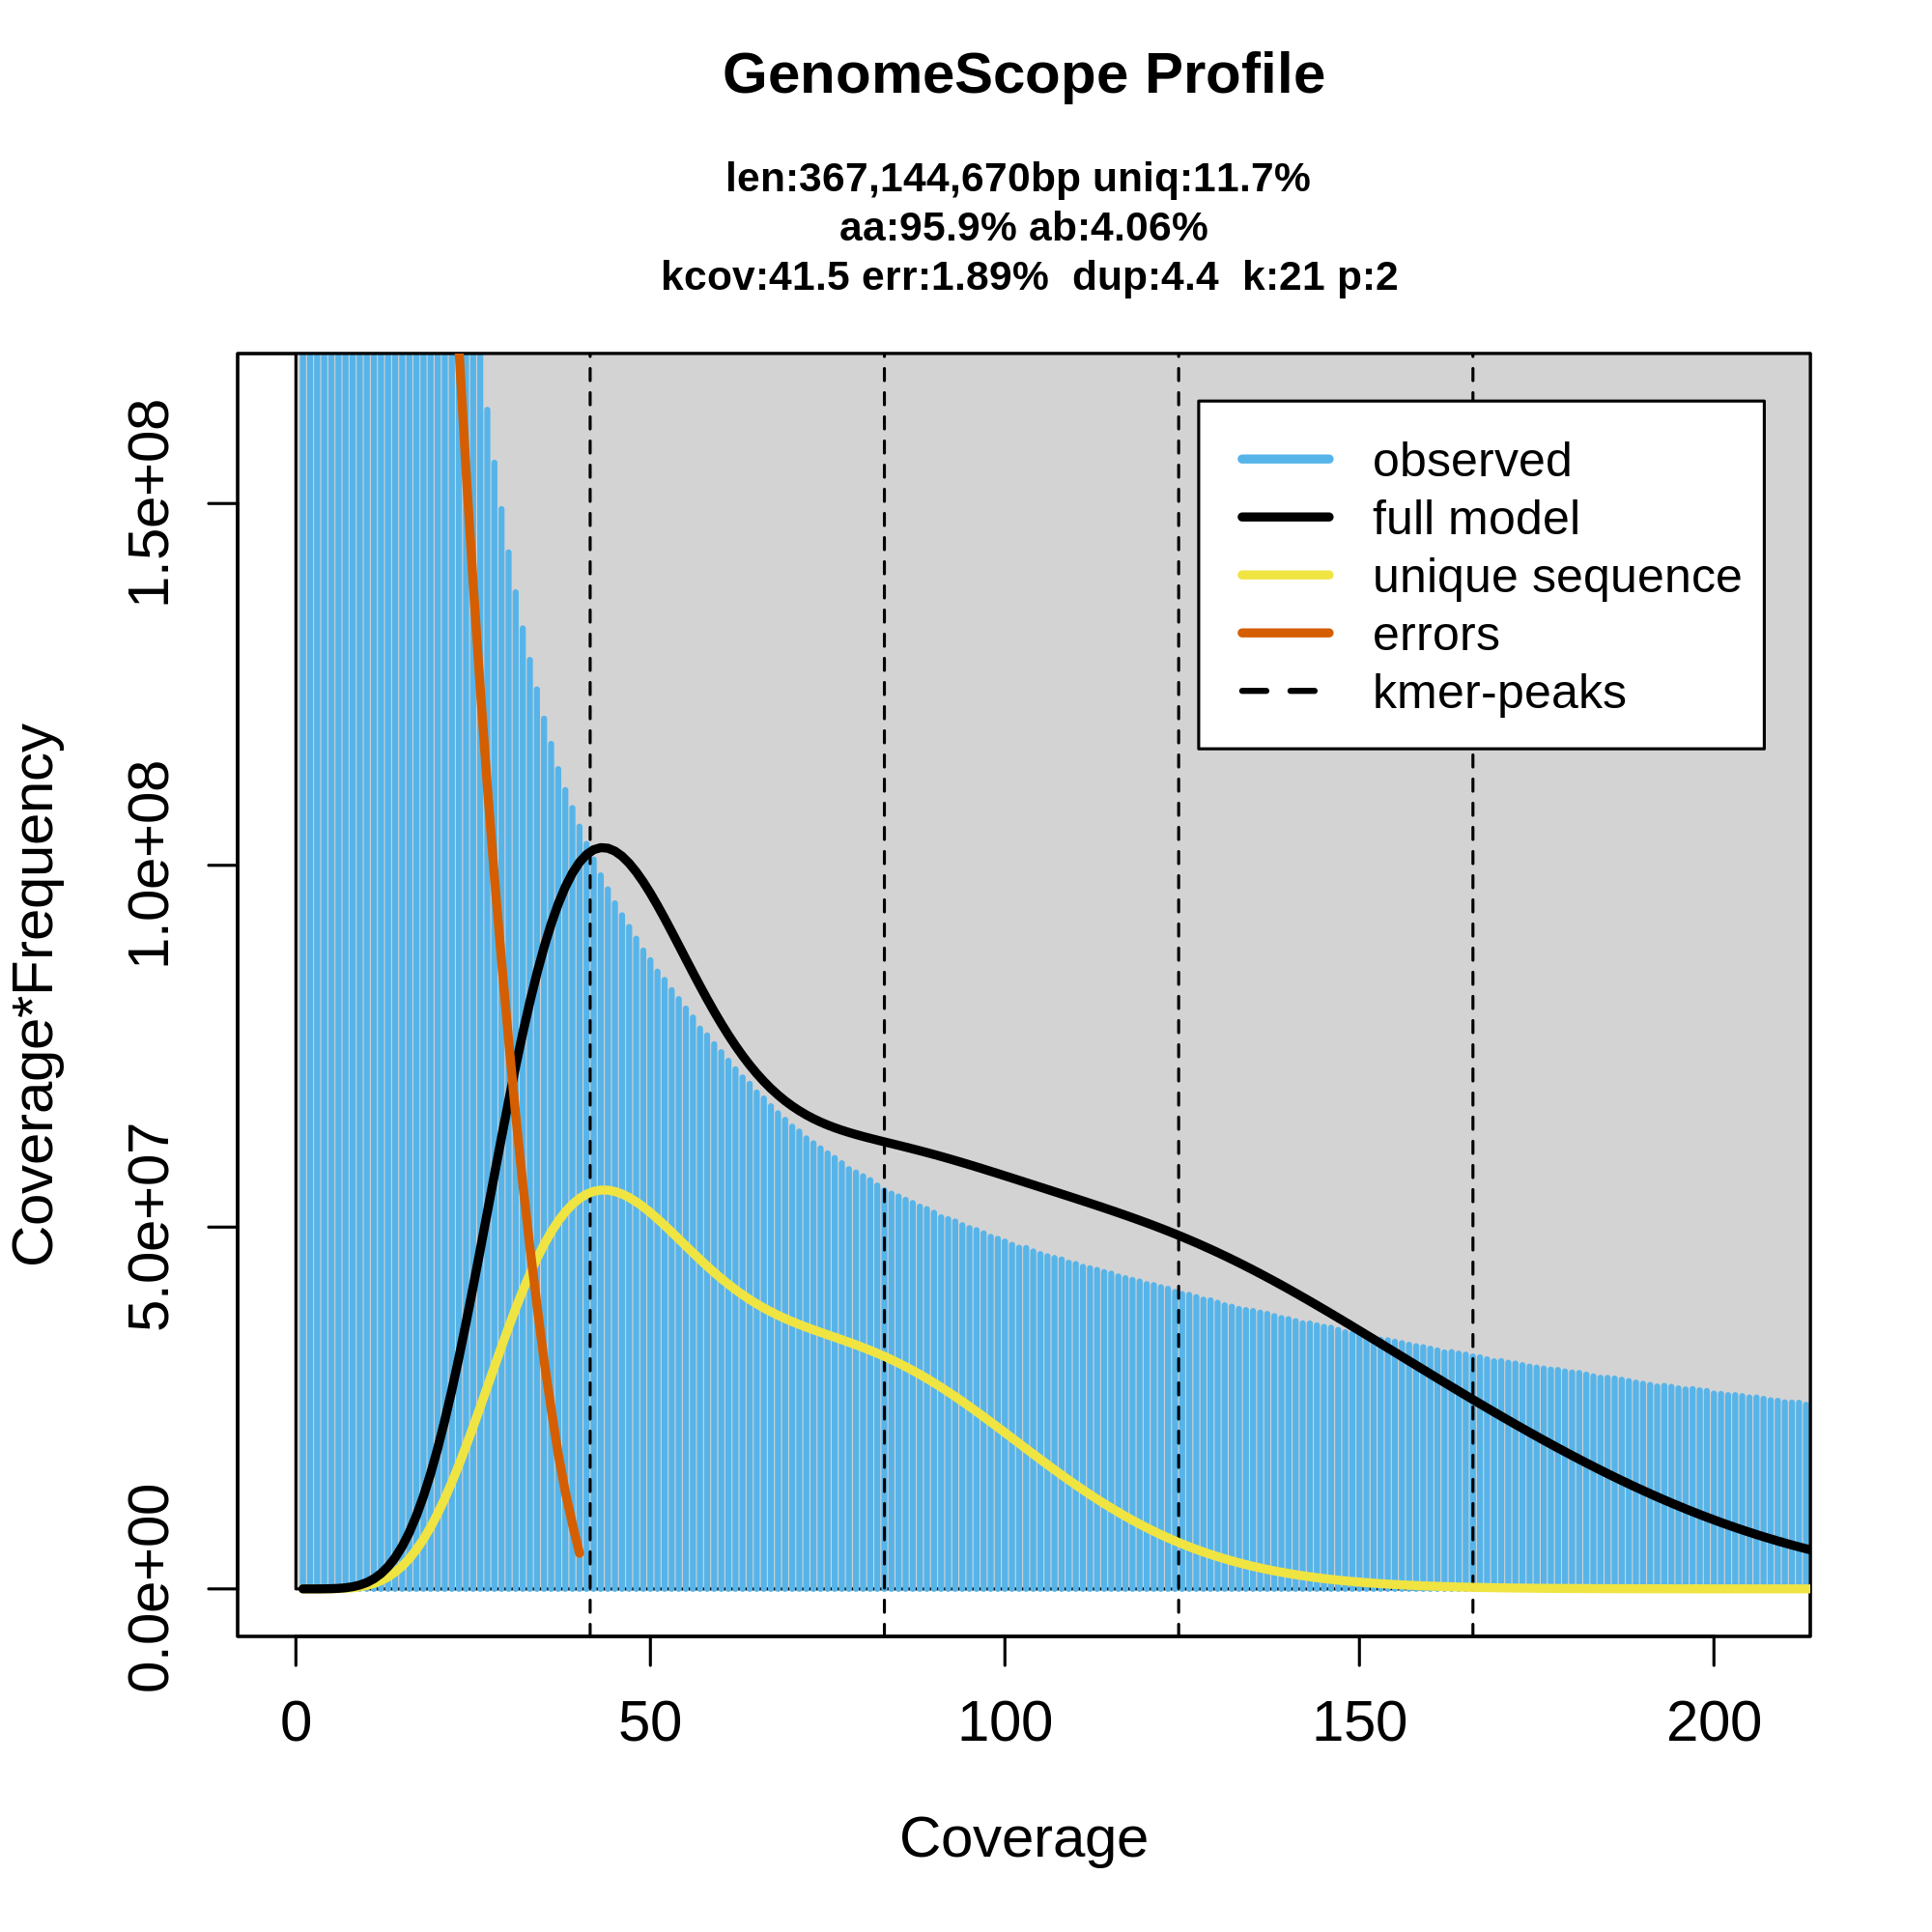 GenomeScope Profile
len:367,144,670bp uniq:11.7%
aa:95.9% ab:4.06%
kcov:41.5 err:1.89% dup:4.4 k:21 p:2
observed
full model
unique sequence
errors
kmer-peaks
Coverage*Frequency
1.5e+08
1.0e+08
5.0e+07
0.0e+00
0 50 100 150 200
Coverage